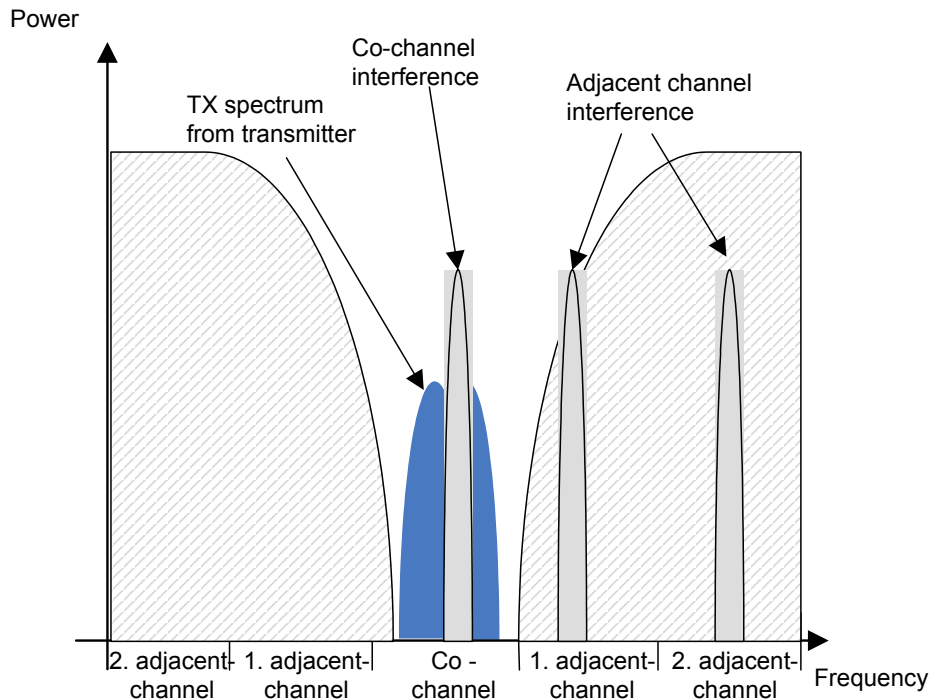 Power
Co-channel
interference
Adjacent channel
interference
TX spectrum
from transmitter
2. adjacent-
channel
1. adjacent-
channel
Co -
channel
1. adjacent-
channel
2. adjacent-
channel
Frequency